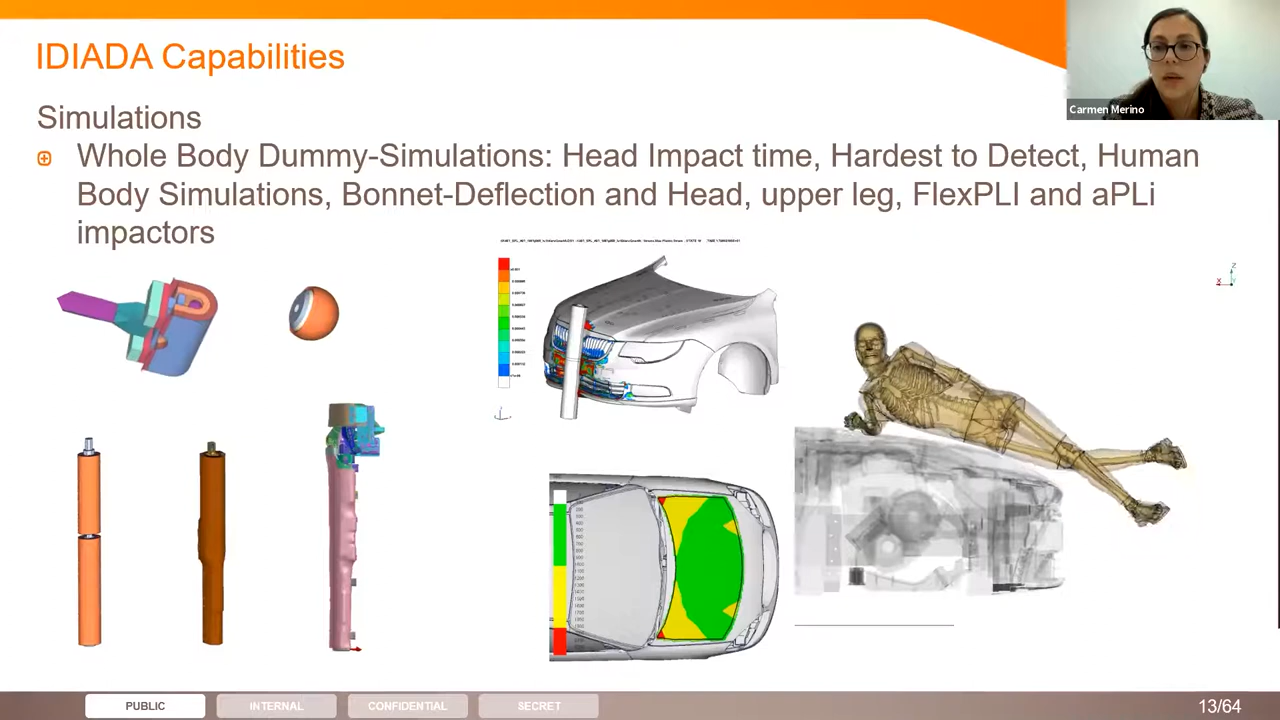 IDIADA Capabilities
Carmen Merino
Simulations
Whole Body Dummy-Simulations: Head Impact time, Hardest to Detect, Human
Body Simulations, Bonnet-Deflection and Head, upper leg, FlexPLI and aPLi
impactors
Z
X
PUBLIC
INTERNAL
CONFIDENTIAL
SECRET
13/64